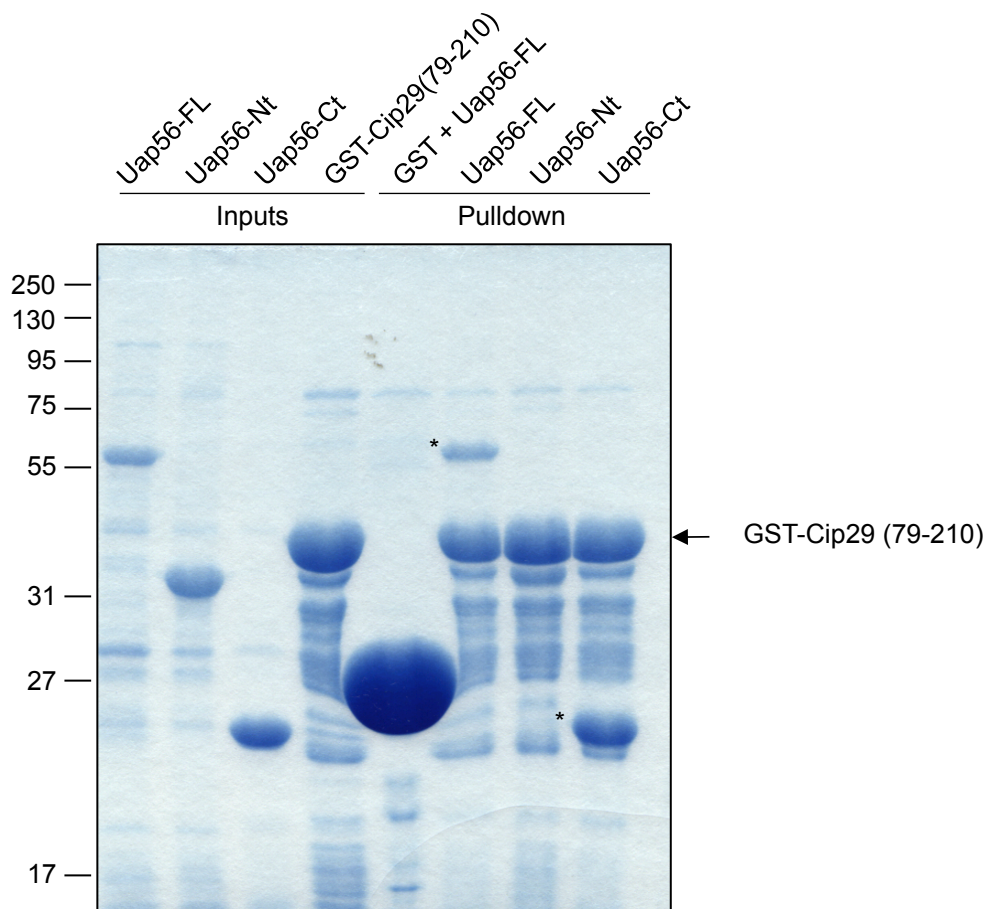 Uap56-FL
Uap56-Nt
Uap56-Ct
GST-Cip29(79-210)
GST + Uap56-FL
Uap56-FL
Uap56-Nt
Uap56-Ct
Inputs
Pulldown
250
130
95
75
55
31
27
17
*
*
GST-Cip29 (79-210)